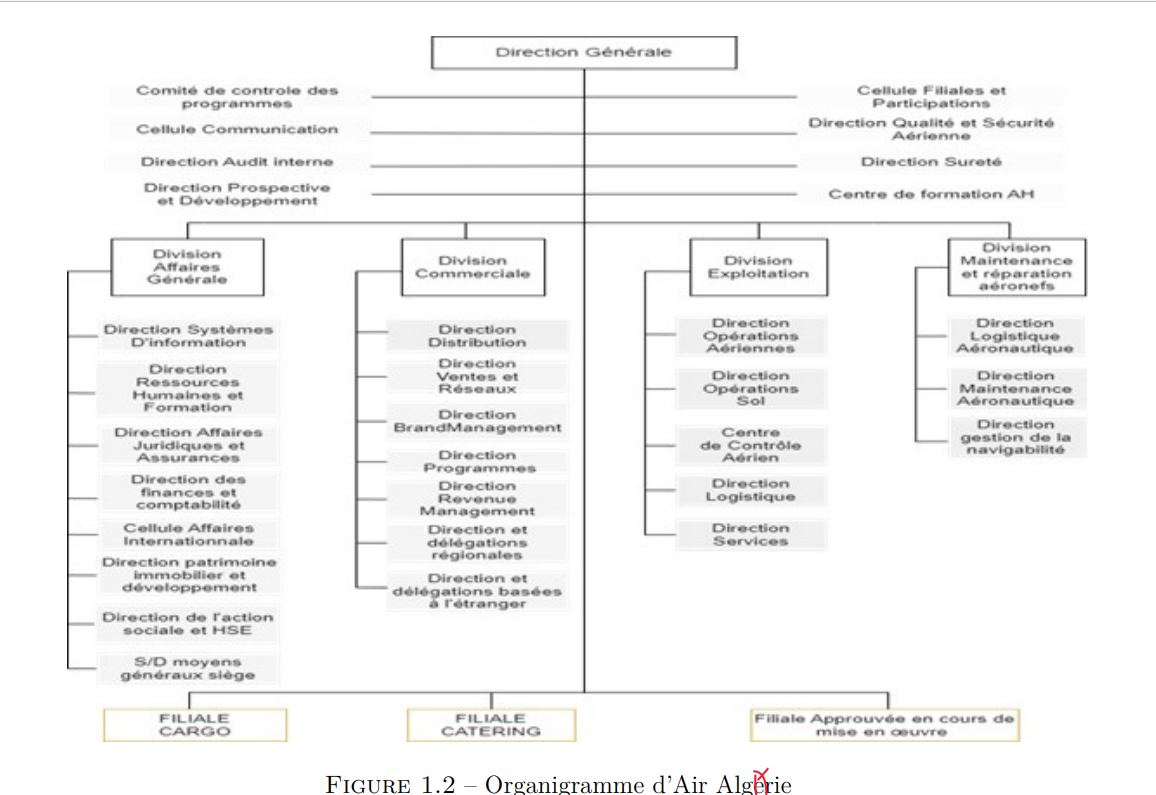 Direction Générale
Comité de controle des
programmes
Cellule Filiales et
Participations
Cellule Communication
Direction Qualité et Sécurité
Aérienne
Direction Audit interne
Direction Sureté
Direction Prospective
et Développement
Centre de formation AH
Division
Affaires
Générale
Direction Systèmes
D'information
Direction
Ressources
Humaines et
Formation
Direction Affaires
Juridiques et
Assurances
Direction des
finances et
comptabilité
Cellule Affaires
Internationnale
Direction patrimoine
immobilier et
développement
Direction de l'action
sociale et HSE
S/D moyens
généraux siège
Division
Commerciale
Direction
Distribution
Direction
Ventes et
Réseaux
Direction
BrandManagement
Direction
Programmes
Direction
Revenue
Management
Direction et
délégations
régionales
Direction et
délégations basées
à l'étranger
Division
Exploitation
Direction
Opérations
Aériennes
Direction
Opérations
Sol
Centre
de Contrôle
Aérien
Direction
Logistique
Direction
Services
Division
Maintenance
et réparation
aéronefs
Direction
Logistique
Aéronautique
Direction
Maintenance
Aéronautique
Direction
gestion de la
navigabilité
FILIALE
CARGO
FILIALE
CATERING
Filiale Approuvée en cours de
mise en œuvre
FIGURE 1.2 – Organigramme d'Air Algérie